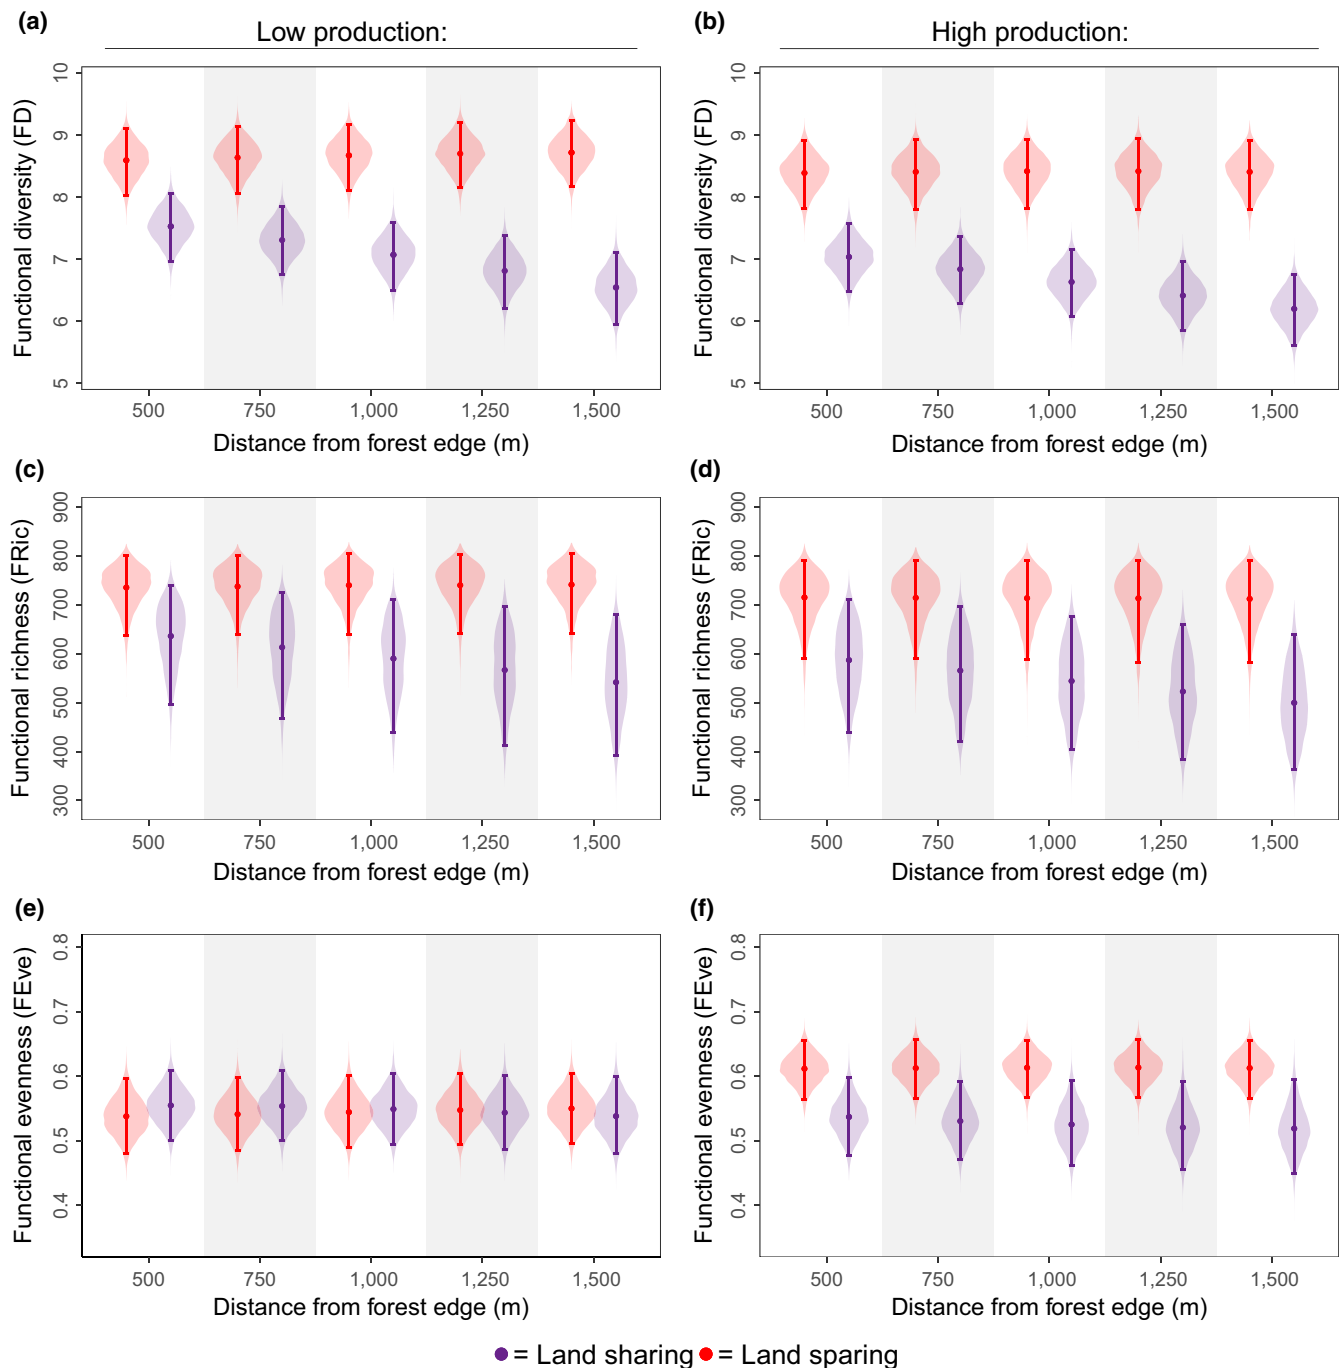 (a)
Low production:
(b)
High production:
Functional diversity (FD)
10
9
8
7
6
5
500 750 1,000 1,250 1,500
Distance from forest edge (m)
Functional diversity (FD)
10
9
8
7
6
5
500 750 1,000 1,250 1,500
Distance from forest edge (m)
(c)
Functional richness (FRic)
900
800
700
600
500
400
300
500 750 1,000 1,250 1,500
Distance from forest edge (m)
(d)
Functional richness (FRic)
900
800
700
600
500
400
300
500 750 1,000 1,250 1,500
Distance from forest edge (m)
(e)
Functional evenness (FEve)
0.8
0.7
0.6
0.5
0.4
500 750 1,000 1,250 1,500
Distance from forest edge (m)
(f)
Functional evenness (FEve)
0.8
0.7
0.6
0.5
0.4
500 750 1,000 1,250 1,500
Distance from forest edge (m)
= Land sharing = Land sparing